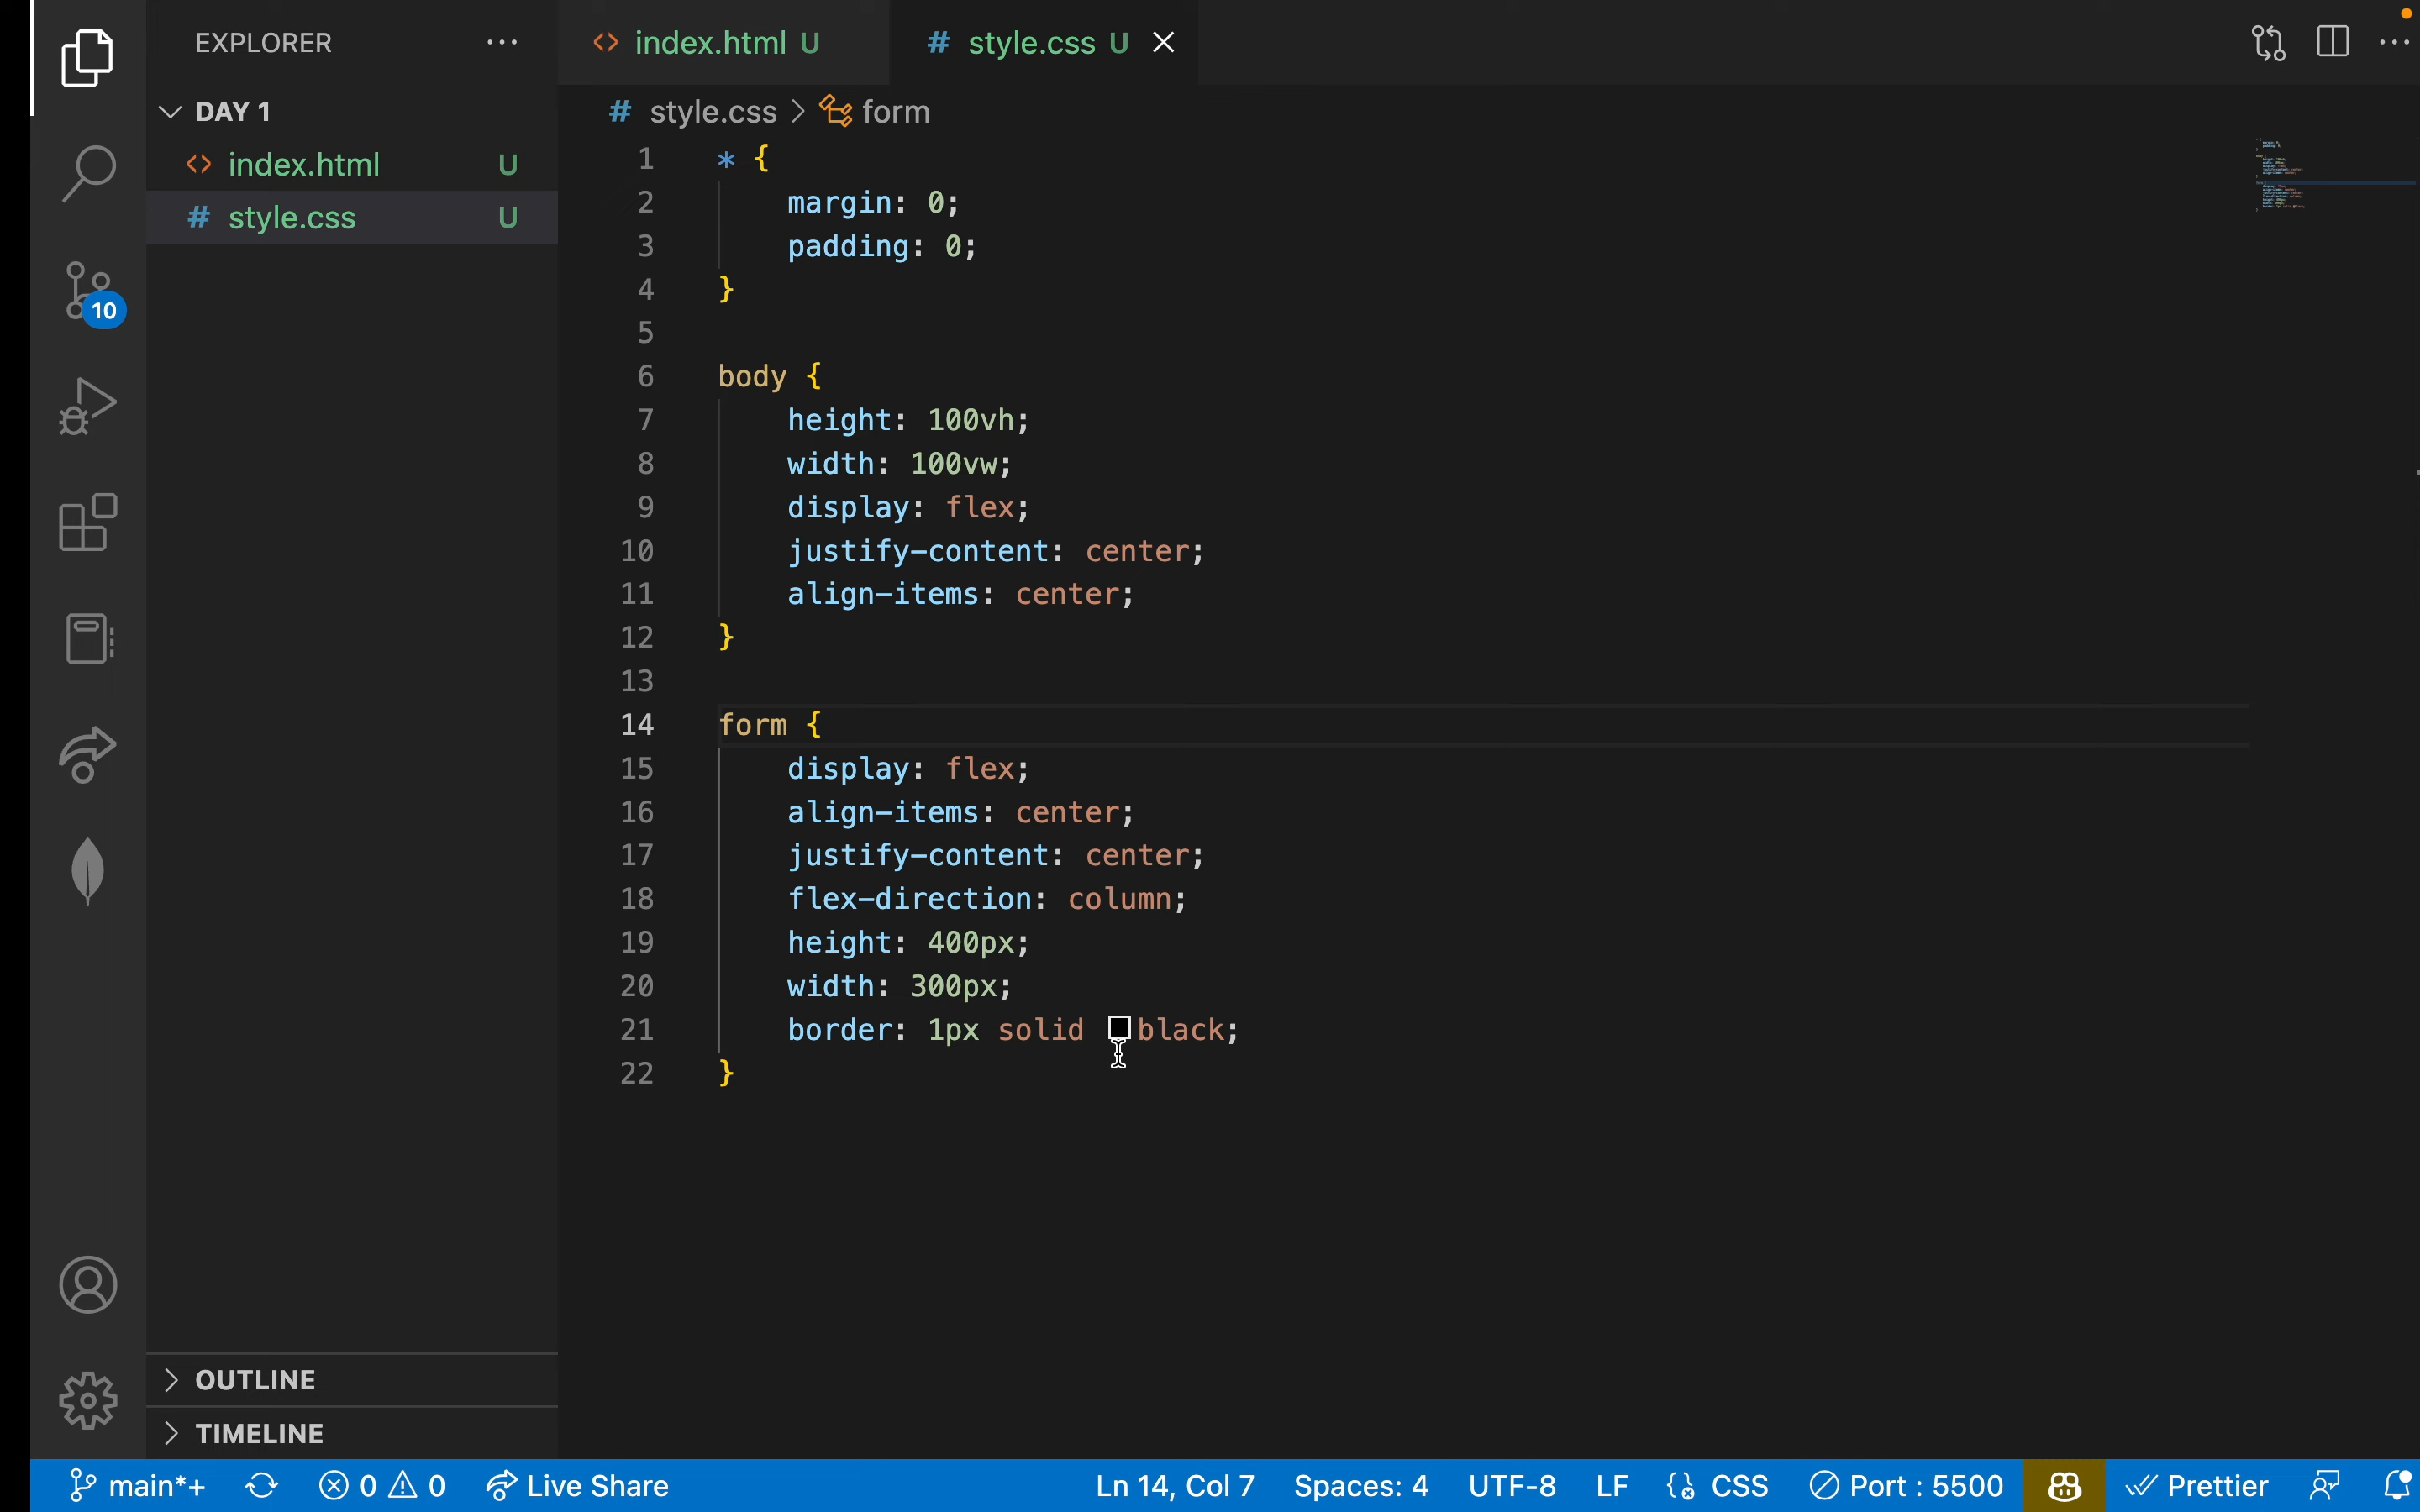 EXPLORER
DAY 1
index.html U
style.css U
10
OUTLINE
TIMELINE
index.html U
# style.css U
# style.css > form
1 * {
2 margin: 0;
3 padding: 0;
4 }
5
6 body {
7 height: 100vh;
8 width: 100vw;
9 display: flex;
10 justify-content: center;
11 align-items: center;
12 }
13
14 form {
15 display: flex;
16 align-items: center;
17 justify-content: center;
18 flex-direction: column;
19 height: 400px;
20 width: 300px;
21 border: 1px solid black;
22 }
main*+ 0 0 Live Share Ln 14, Col 7 Spaces: 4 UTF-8 LF CSS Port : 5500 Prettier